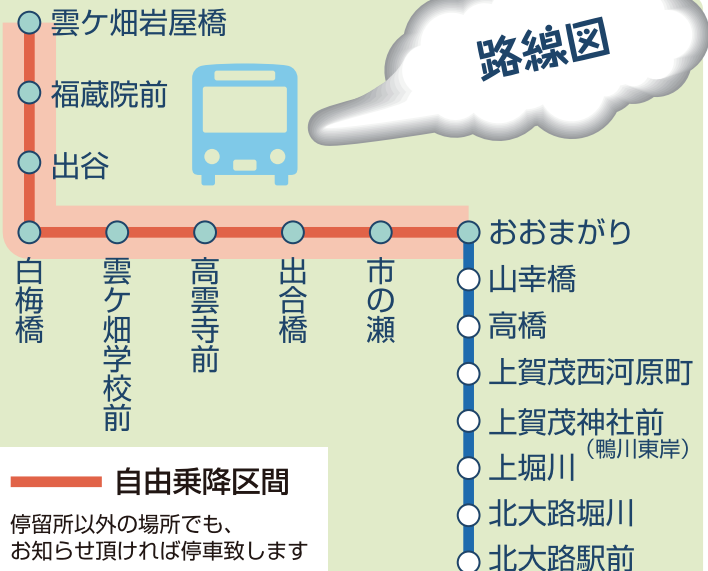 路線図
雲ケ畑岩屋橋
福蔵院前
出谷
白梅橋
雲ケ畑学校前
高雲寺前
出合橋
市の瀬
おおまがり
山幸橋
高橋
上賀茂西河原町
上賀茂神社前
（鴨川東岸）
上堀川
北大路堀川
北大路駅前
自由乗降区間
停留所以外の場所でも、
お知らせ頂ければ停車致します